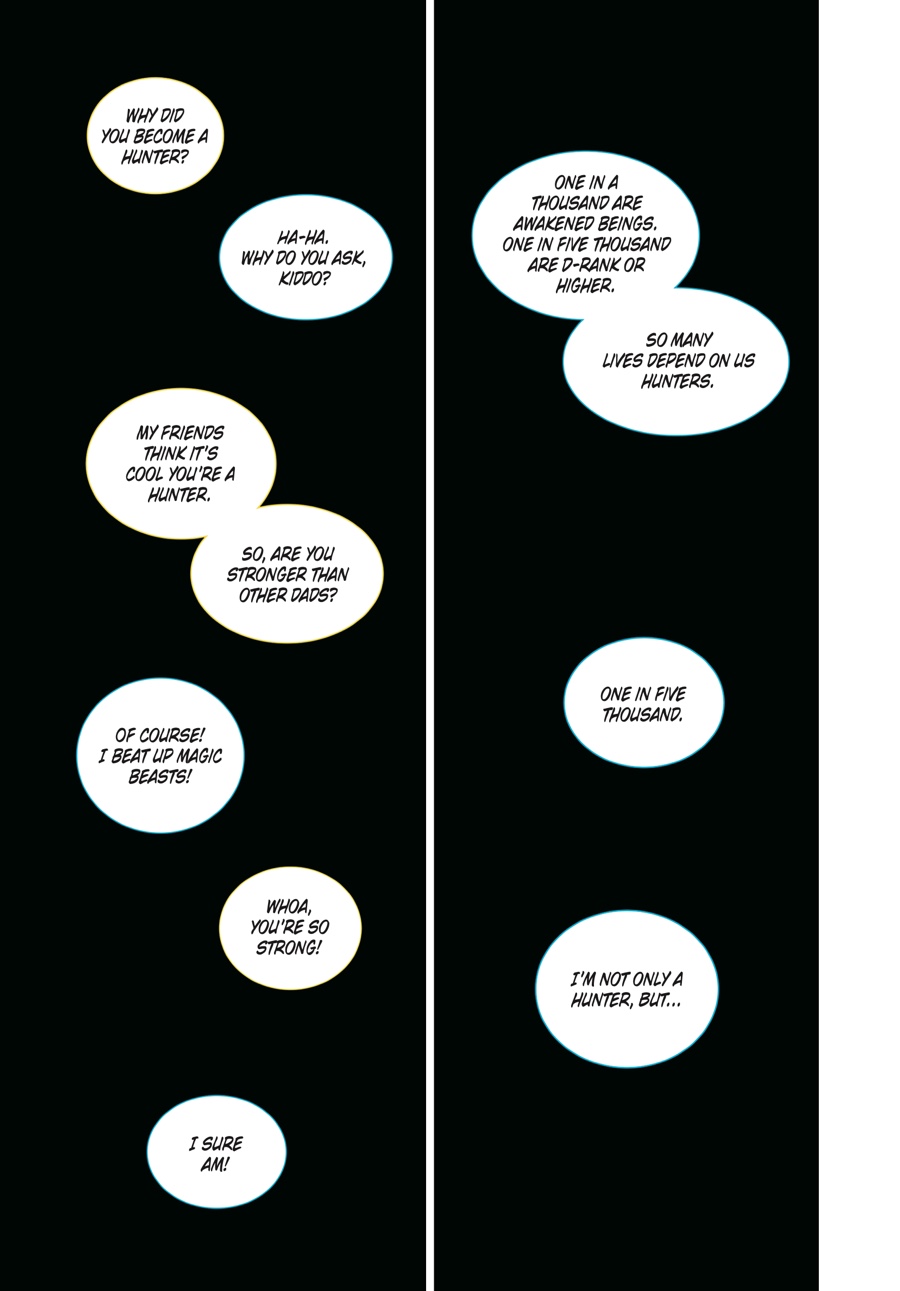 WHY DID
YOU BECOME A
HUNTER?
HA-HA.
WHY DO YOU ASK,
KIDDO?
MY FRIENDS
THINK IT'S
COOL YOU'RE A
HUNTER.
SO, ARE YOU
STRONGER THAN
OTHER DADS?
OF COURSE!
I BEAT UP MAGIC
BEASTS!
WHOA,
YOU'RE SO
STRONG!
I SURE
AM!
ONE IN A
THOUSAND ARE
AWAKENED BEINGS.
ONE IN FIVE THOUSAND
ARE D-RANK OR
HIGHER.
SO MANY
LIVES DEPEND ON US
HUNTERS.
ONE IN FIVE
THOUSAND.
I'M NOT ONLY A
HUNTER, BUT...